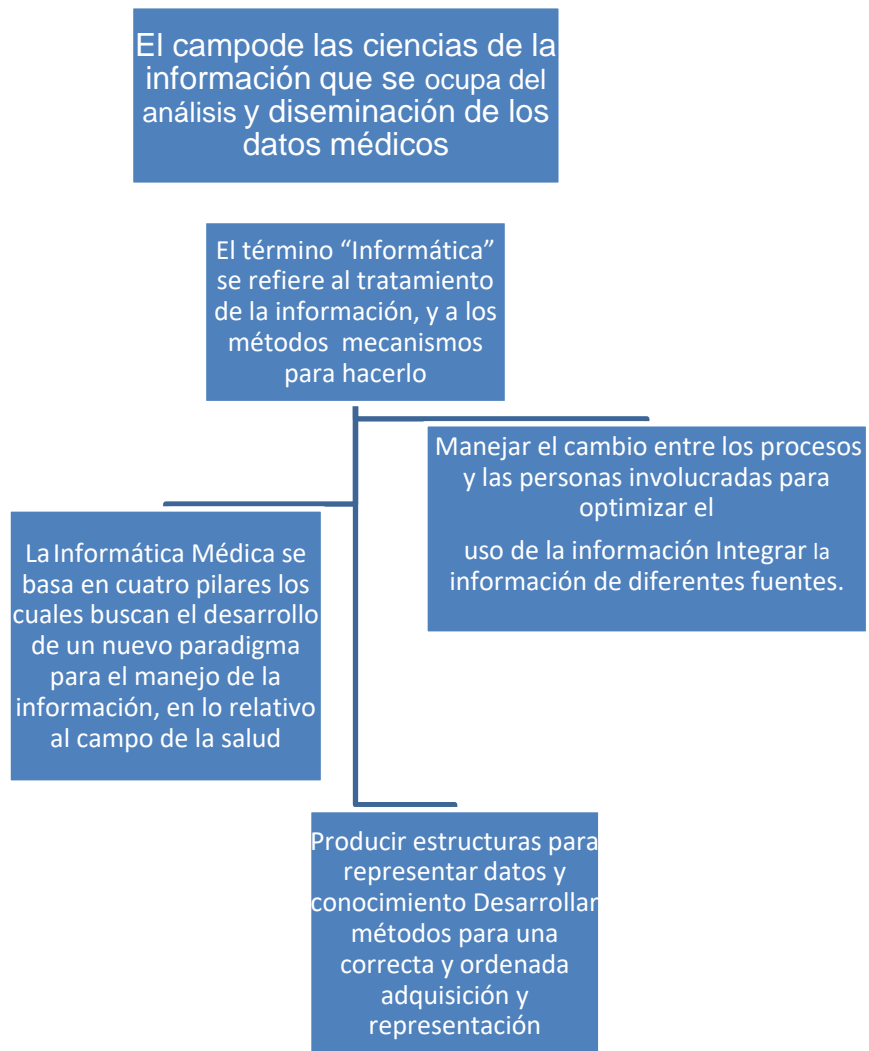 El campode las ciencias de la
información que se ocupa del
análisis y diseminación de los
datos médicos
El término “Informática”
se refiere al tratamiento
de la información, y a los
métodos mecanismos
para hacerlo
Manejar el cambio entre los procesos
y las personas involucradas para
optimizar el
uso de la información Integrar la
información de diferentes fuentes.
La Informática Médica se
basa en cuatro pilares los
cuales buscan el desarrollo
de un nuevo paradigma
para el manejo de la
información, en lo relativo
al campo de la salud
Producir estructuras para
representar datos y
conocimiento Desarrollar
métodos para una
correcta y ordenada
adquisición y
representación